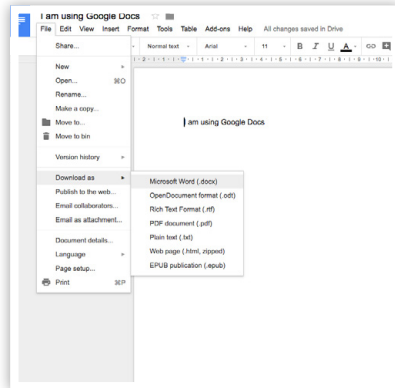 I am using Google Docs
File Edit View Insert Format Tools Table Add-ons Help All changes saved in Drive
Normal text Arial 11 B I U A
Share...
New
Open... ⌘O
Rename...
Make a copy...
Move to...
Move to bin
Version history
Download as
Publish to the web...
Email collaborators...
Email as attachment...
Document details...
Language
Page setup...
Print ⌘P
Microsoft Word (.docx)
OpenDocument format (.odt)
Rich Text Format (.rtf)
PDF document (.pdf)
Plain text (.txt)
Web page (.html, zipped)
EPUB publication (.epub)
I am using Google Docs